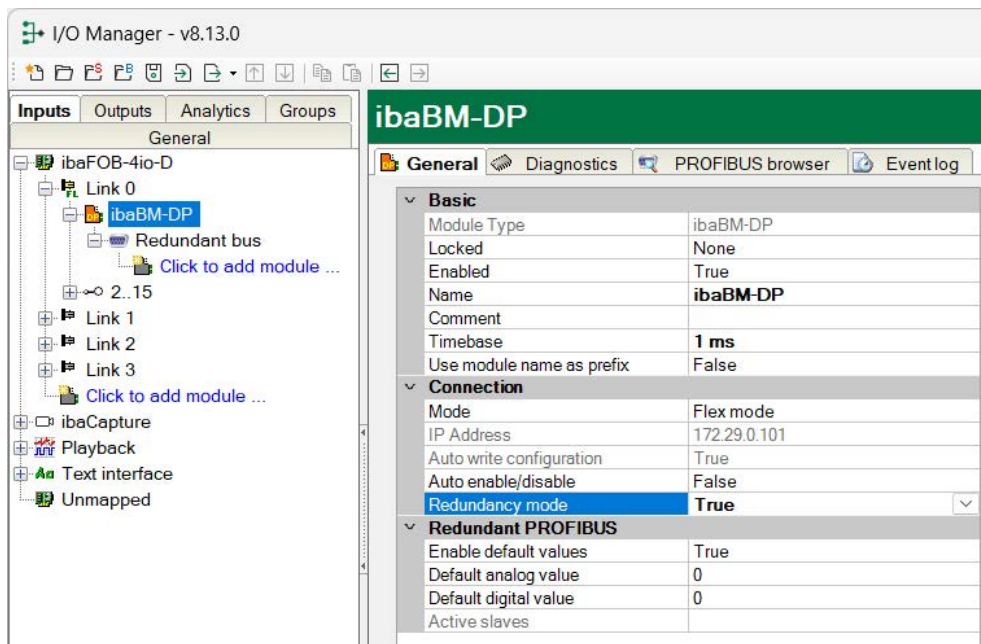 I/O Manager - v8.13.0
Inputs Outputs Analytics Groups
General
ibaFOB-4io-D
Link 0
ibaBM-DP
Redundant bus
Click to add module ...
2..15
Link 1
Link 2
Link 3
Click to add module ...
ibaCapture
Playback
Text interface
Unmapped
ibaBM-DP
General Diagnostics PROFIBUS browser Event log
Basic
Module Type ibaBM-DP
Locked None
Enabled True
Name ibaBM-DP
Comment
Timebase 1 ms
Use module name as prefix False
Connection
Mode Flex mode
IP Address 172.29.0.101
Auto write configuration True
Auto enable/disable False
Redundancy mode True
Redundant PROFIBUS
Enable default values True
Default analog value 0
Default digital value 0
Active slaves